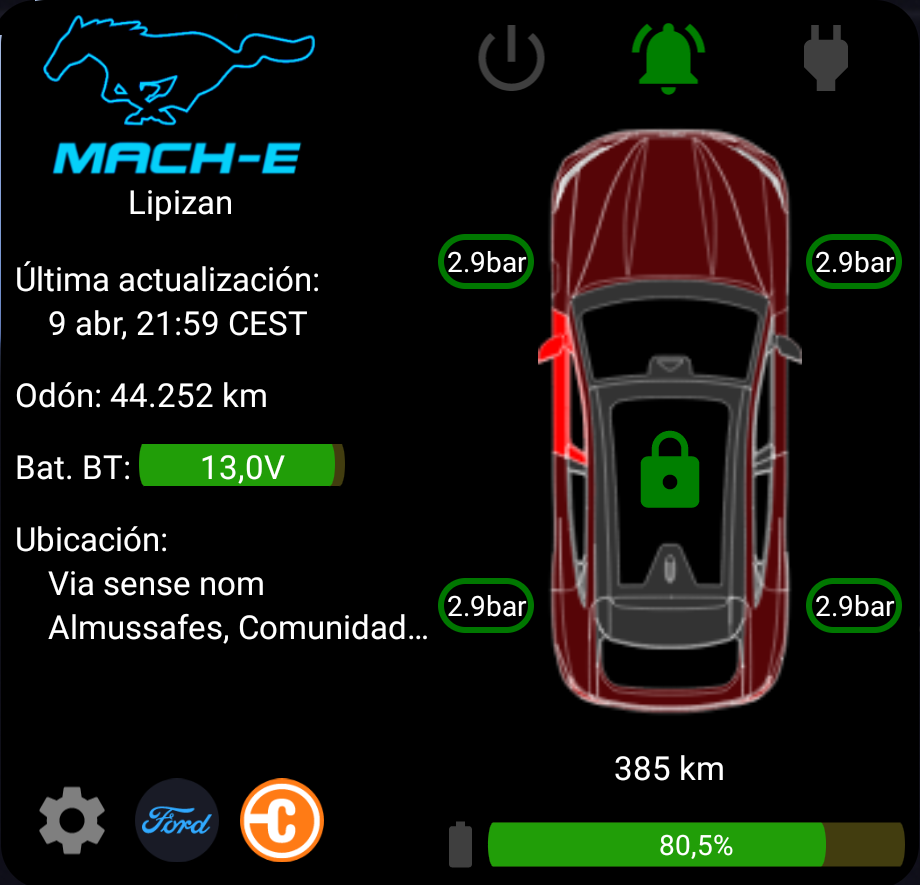 MACH-E
Lipizan
Última actualización:
9 abr, 21:59 CEST
Odón: 44.252 km
Bat. BT: 13,0V
Ubicación:
Via sense nom
Almussafes, Comunidad...
2.9bar
2.9bar
2.9bar
2.9bar
385 km
Ford
C
80,5%